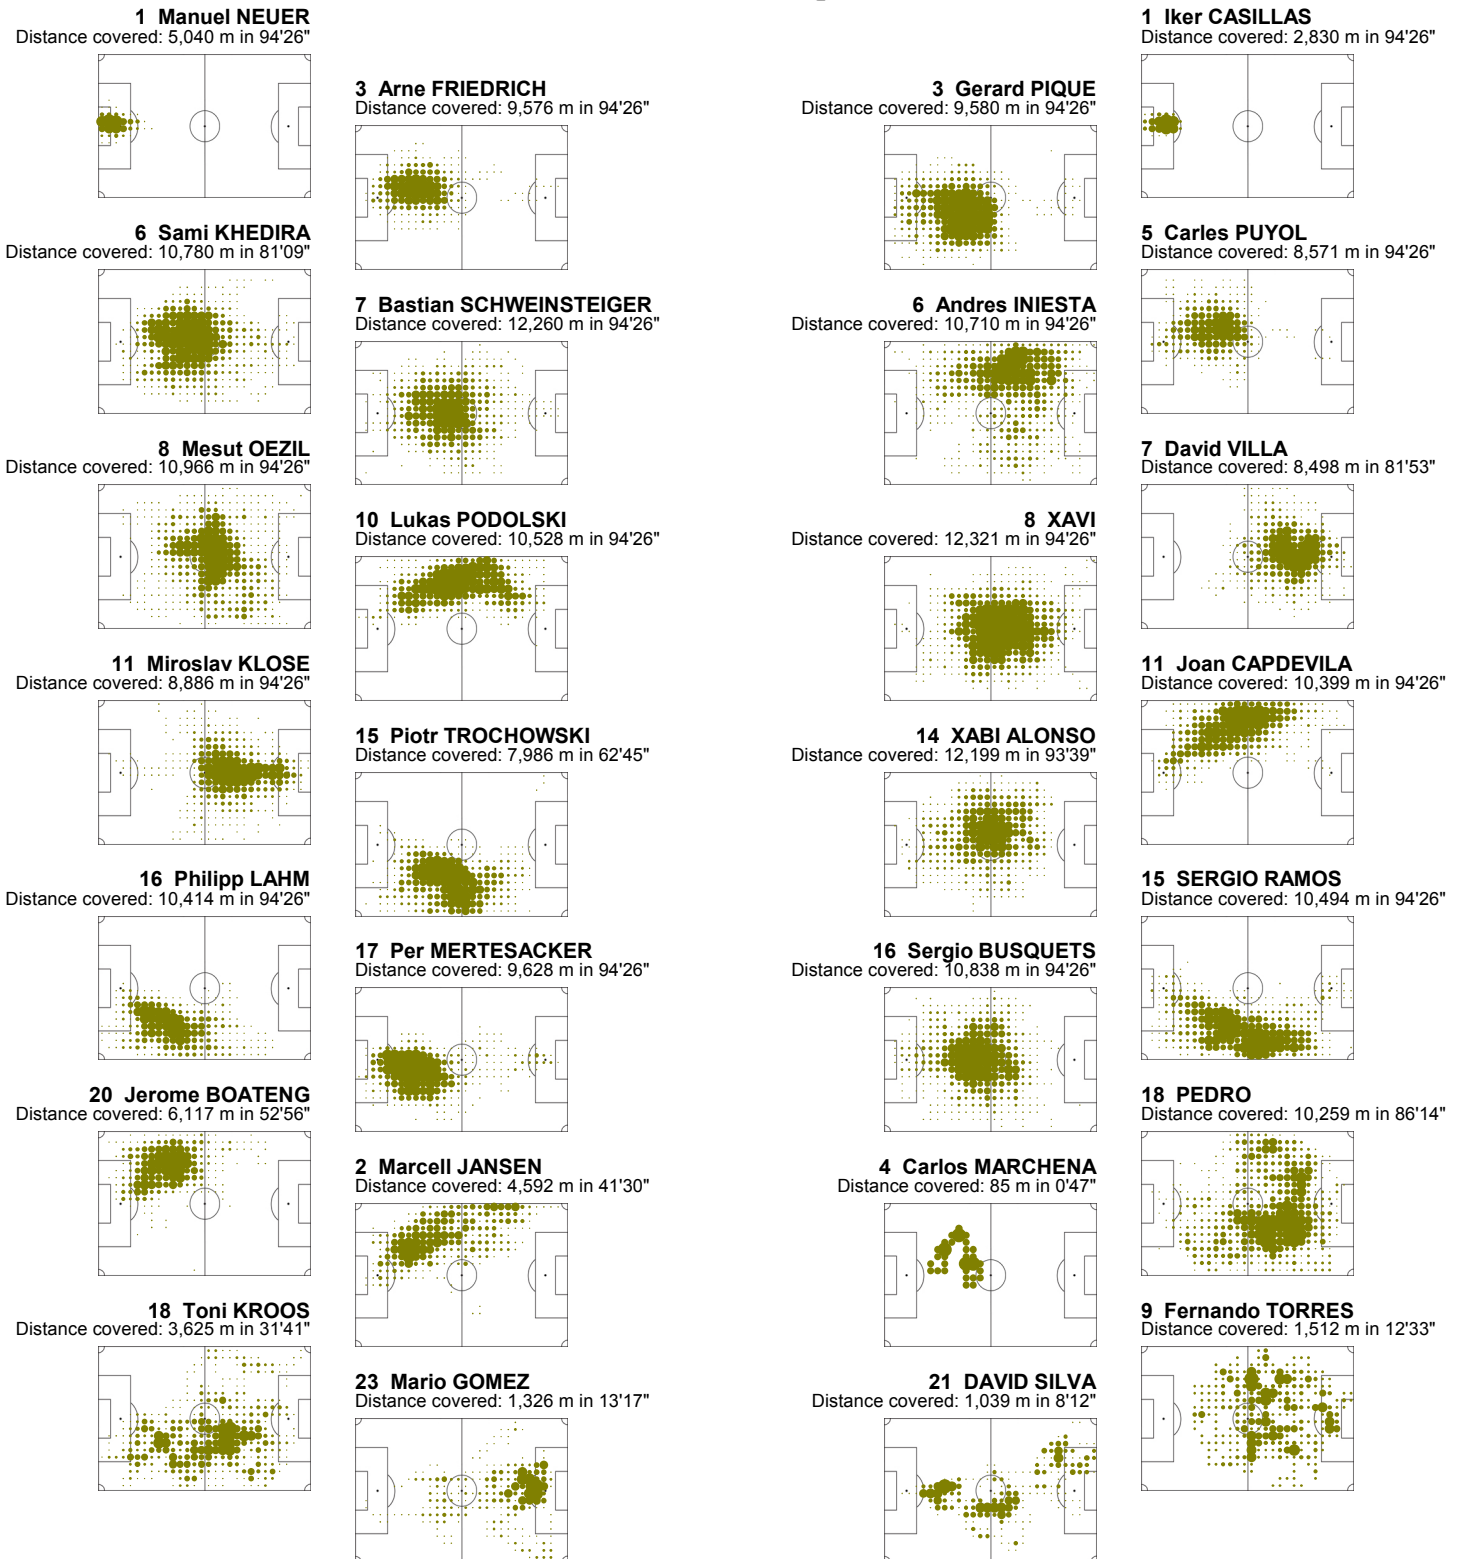 1 Manuel NEUER
Distance covered: 5,040 m in 94'26"
3 Arne FRIEDRICH
Distance covered: 9,576 m in 94'26"
6 Sami KHEDIRA
Distance covered: 10,780 m in 81'09"
7 Bastian SCHWEINSTEIGER
Distance covered: 12,260 m in 94'26"
8 Mesut OEZIL
Distance covered: 10,966 m in 94'26"
10 Lukas PODOLSKI
Distance covered: 10,528 m in 94'26"
11 Miroslav KLOSE
Distance covered: 8,886 m in 94'26"
15 Piotr TROCHOWSKI
Distance covered: 7,986 m in 62'45"
16 Philipp LAHM
Distance covered: 10,414 m in 94'26"
17 Per MERTESACKER
Distance covered: 9,628 m in 94'26"
20 Jerome BOATENG
Distance covered: 6,117 m in 52'56"
2 Marcell JANSEN
Distance covered: 4,592 m in 41'30"
18 Toni KROOS
Distance covered: 3,625 m in 31'41"
23 Mario GOMEZ
Distance covered: 1,326 m in 13'17"
1 Iker CASILLAS
Distance covered: 2,830 m in 94'26"
3 Gerard PIQUE
Distance covered: 9,580 m in 94'26"
5 Carles PUYOL
Distance covered: 8,571 m in 94'26"
6 Andres INIESTA
Distance covered: 10,710 m in 94'26"
7 David VILLA
Distance covered: 8,498 m in 81'53"
8 XAVI
Distance covered: 12,321 m in 94'26"
11 Joan CAPDEVILA
Distance covered: 10,399 m in 94'26"
14 XABI ALONSO
Distance covered: 12,199 m in 93'39"
15 SERGIO RAMOS
Distance covered: 10,494 m in 94'26"
16 Sergio BUSQUETS
Distance covered: 10,838 m in 94'26"
18 PEDRO
Distance covered: 10,259 m in 86'14"
4 Carlos MARCHENA
Distance covered: 85 m in 0'47"
9 Fernando TORRES
Distance covered: 1,512 m in 12'33"
21 DAVID SILVA
Distance covered: 1,039 m in 8'12"